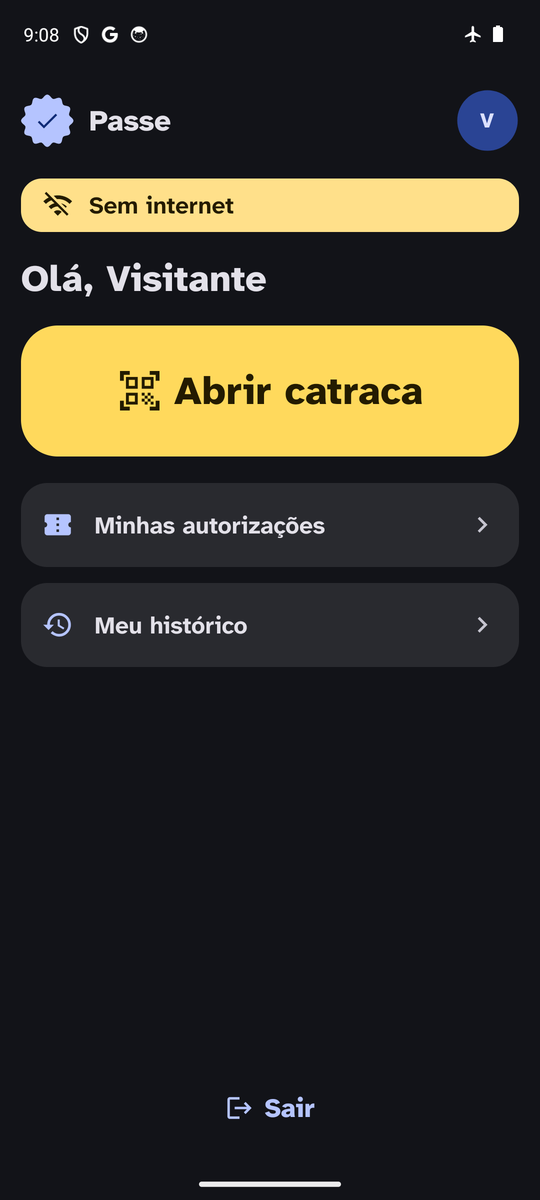 9:08
Passe
V
Sem internet
Olá, Visitante
Abrir catraca
Minhas autorizações
Meu histórico
Sair